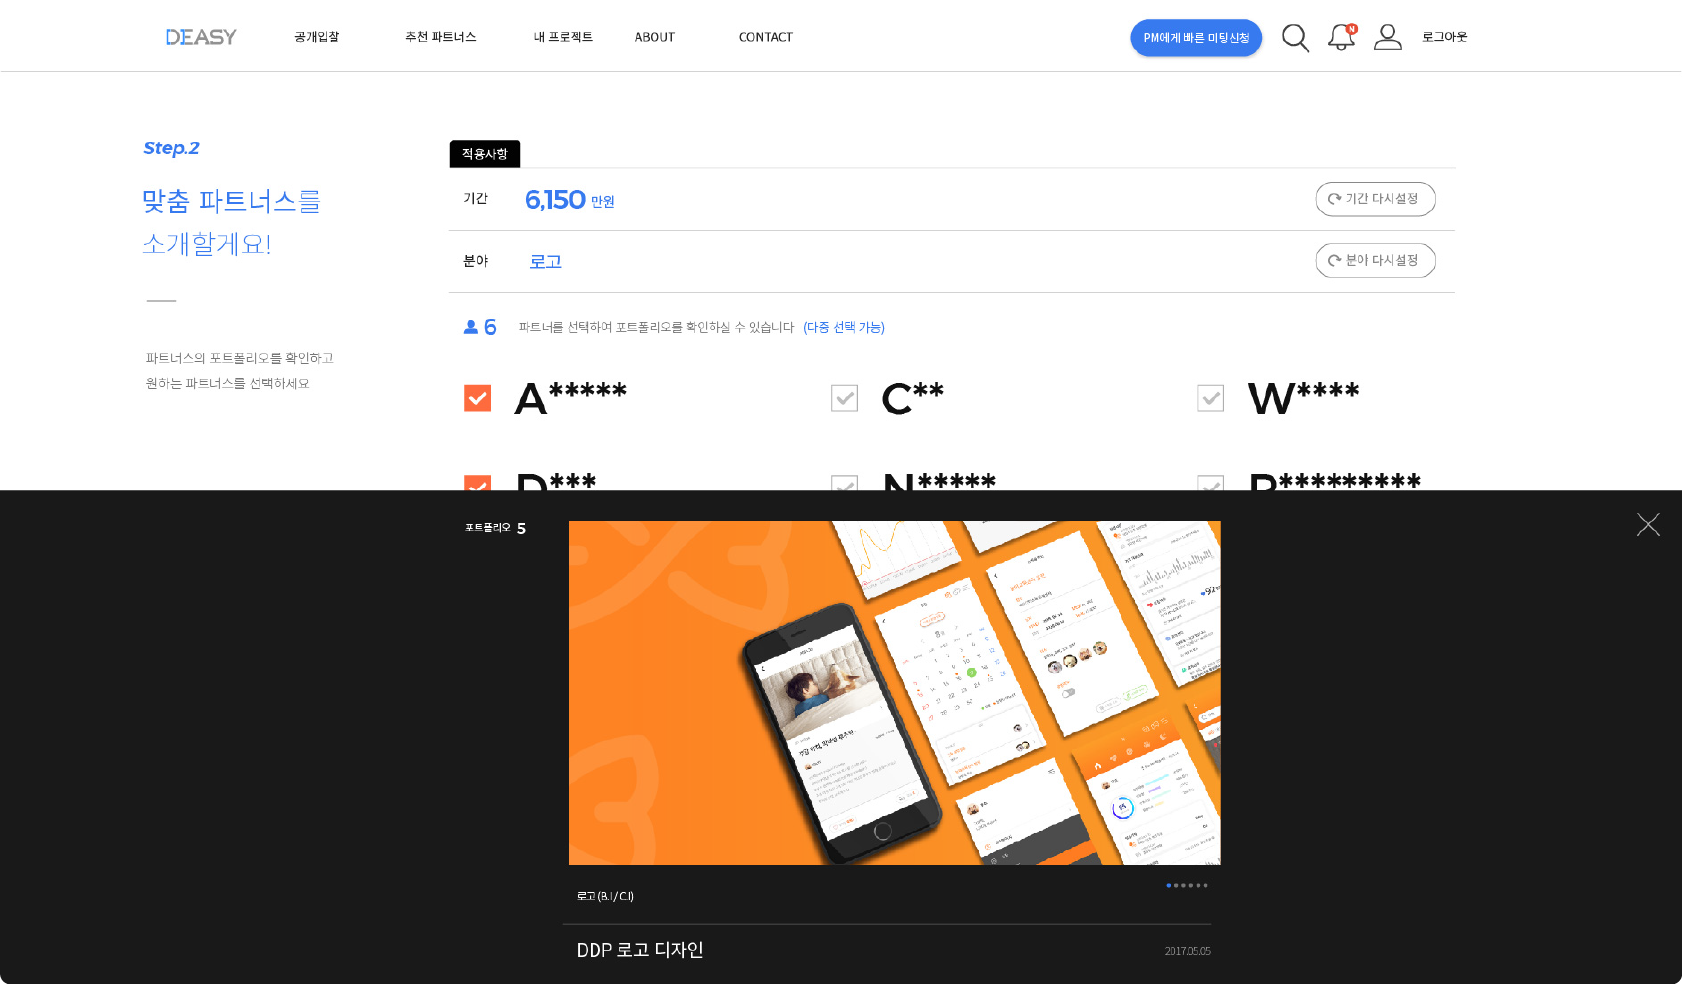 DEASY
공개입찰
추천 파트너스
내 프로젝트
ABOUT
CONTACT
PM에게 빠른 미팅신청
N
로그아웃
Step.2
맞춤 파트너스를
소개할게요!
파트너스의 포트폴리오를 확인하고
원하는 파트너스를 선택하세요
적용사항
기간 6,150 만원 기간 다시설정
분야 로고 분야 다시설정
6 파트너를 선택하여 포트폴리오를 확인하실 수 있습니다 (다중 선택 가능)
A***** C** W****
D*** N***** R*********
포트폴리오 5
로고 (B.I / C.I)
DDP 로고 디자인 2017.05.05